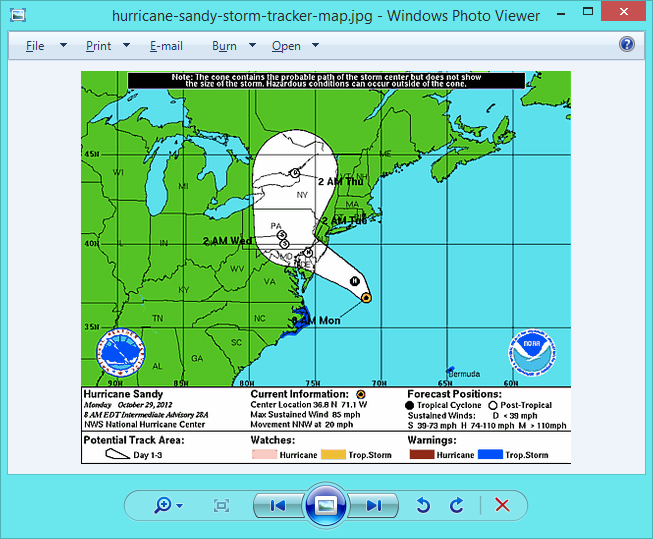 hurricane-sandy-storm-tracker-map.jpg - Windows Photo Viewer
File Print E-mail Burn Open
Note: The cone contains the probable path of the storm center but does not show
the size of the storm. Hazardous conditions can occur outside of the cone.
45N
WI
MI
ME
VT
NH
2 AM Thu
NY
MA
2 AM Tue
PA
2 AM Wed
40N
IL
IN
MD
DE
WV
VA
KY
8 AM Mon
35N
TN
NC
SC
AL
GA
NOAA
Bermuda
90W 85W 80W 75W 70W 65W 60W
Hurricane Sandy
Monday October 29, 2012
8 AM EDT Intermediate Advisory 28A
NWS National Hurricane Center
Current Information:
Center Location 36.8 N 71.1 W
Max Sustained Wind 85 mph
Movement NNW at 20 mph
Forecast Positions:
Tropical Cyclone Post-Tropical
Sustained Winds: D < 39 mph
S 39-73 mph H 74-110 mph M > 110mph
Potential Track Area:
Day 1-3
Watches:
Hurricane Trop.Storm
Warnings:
Hurricane Trop.Storm